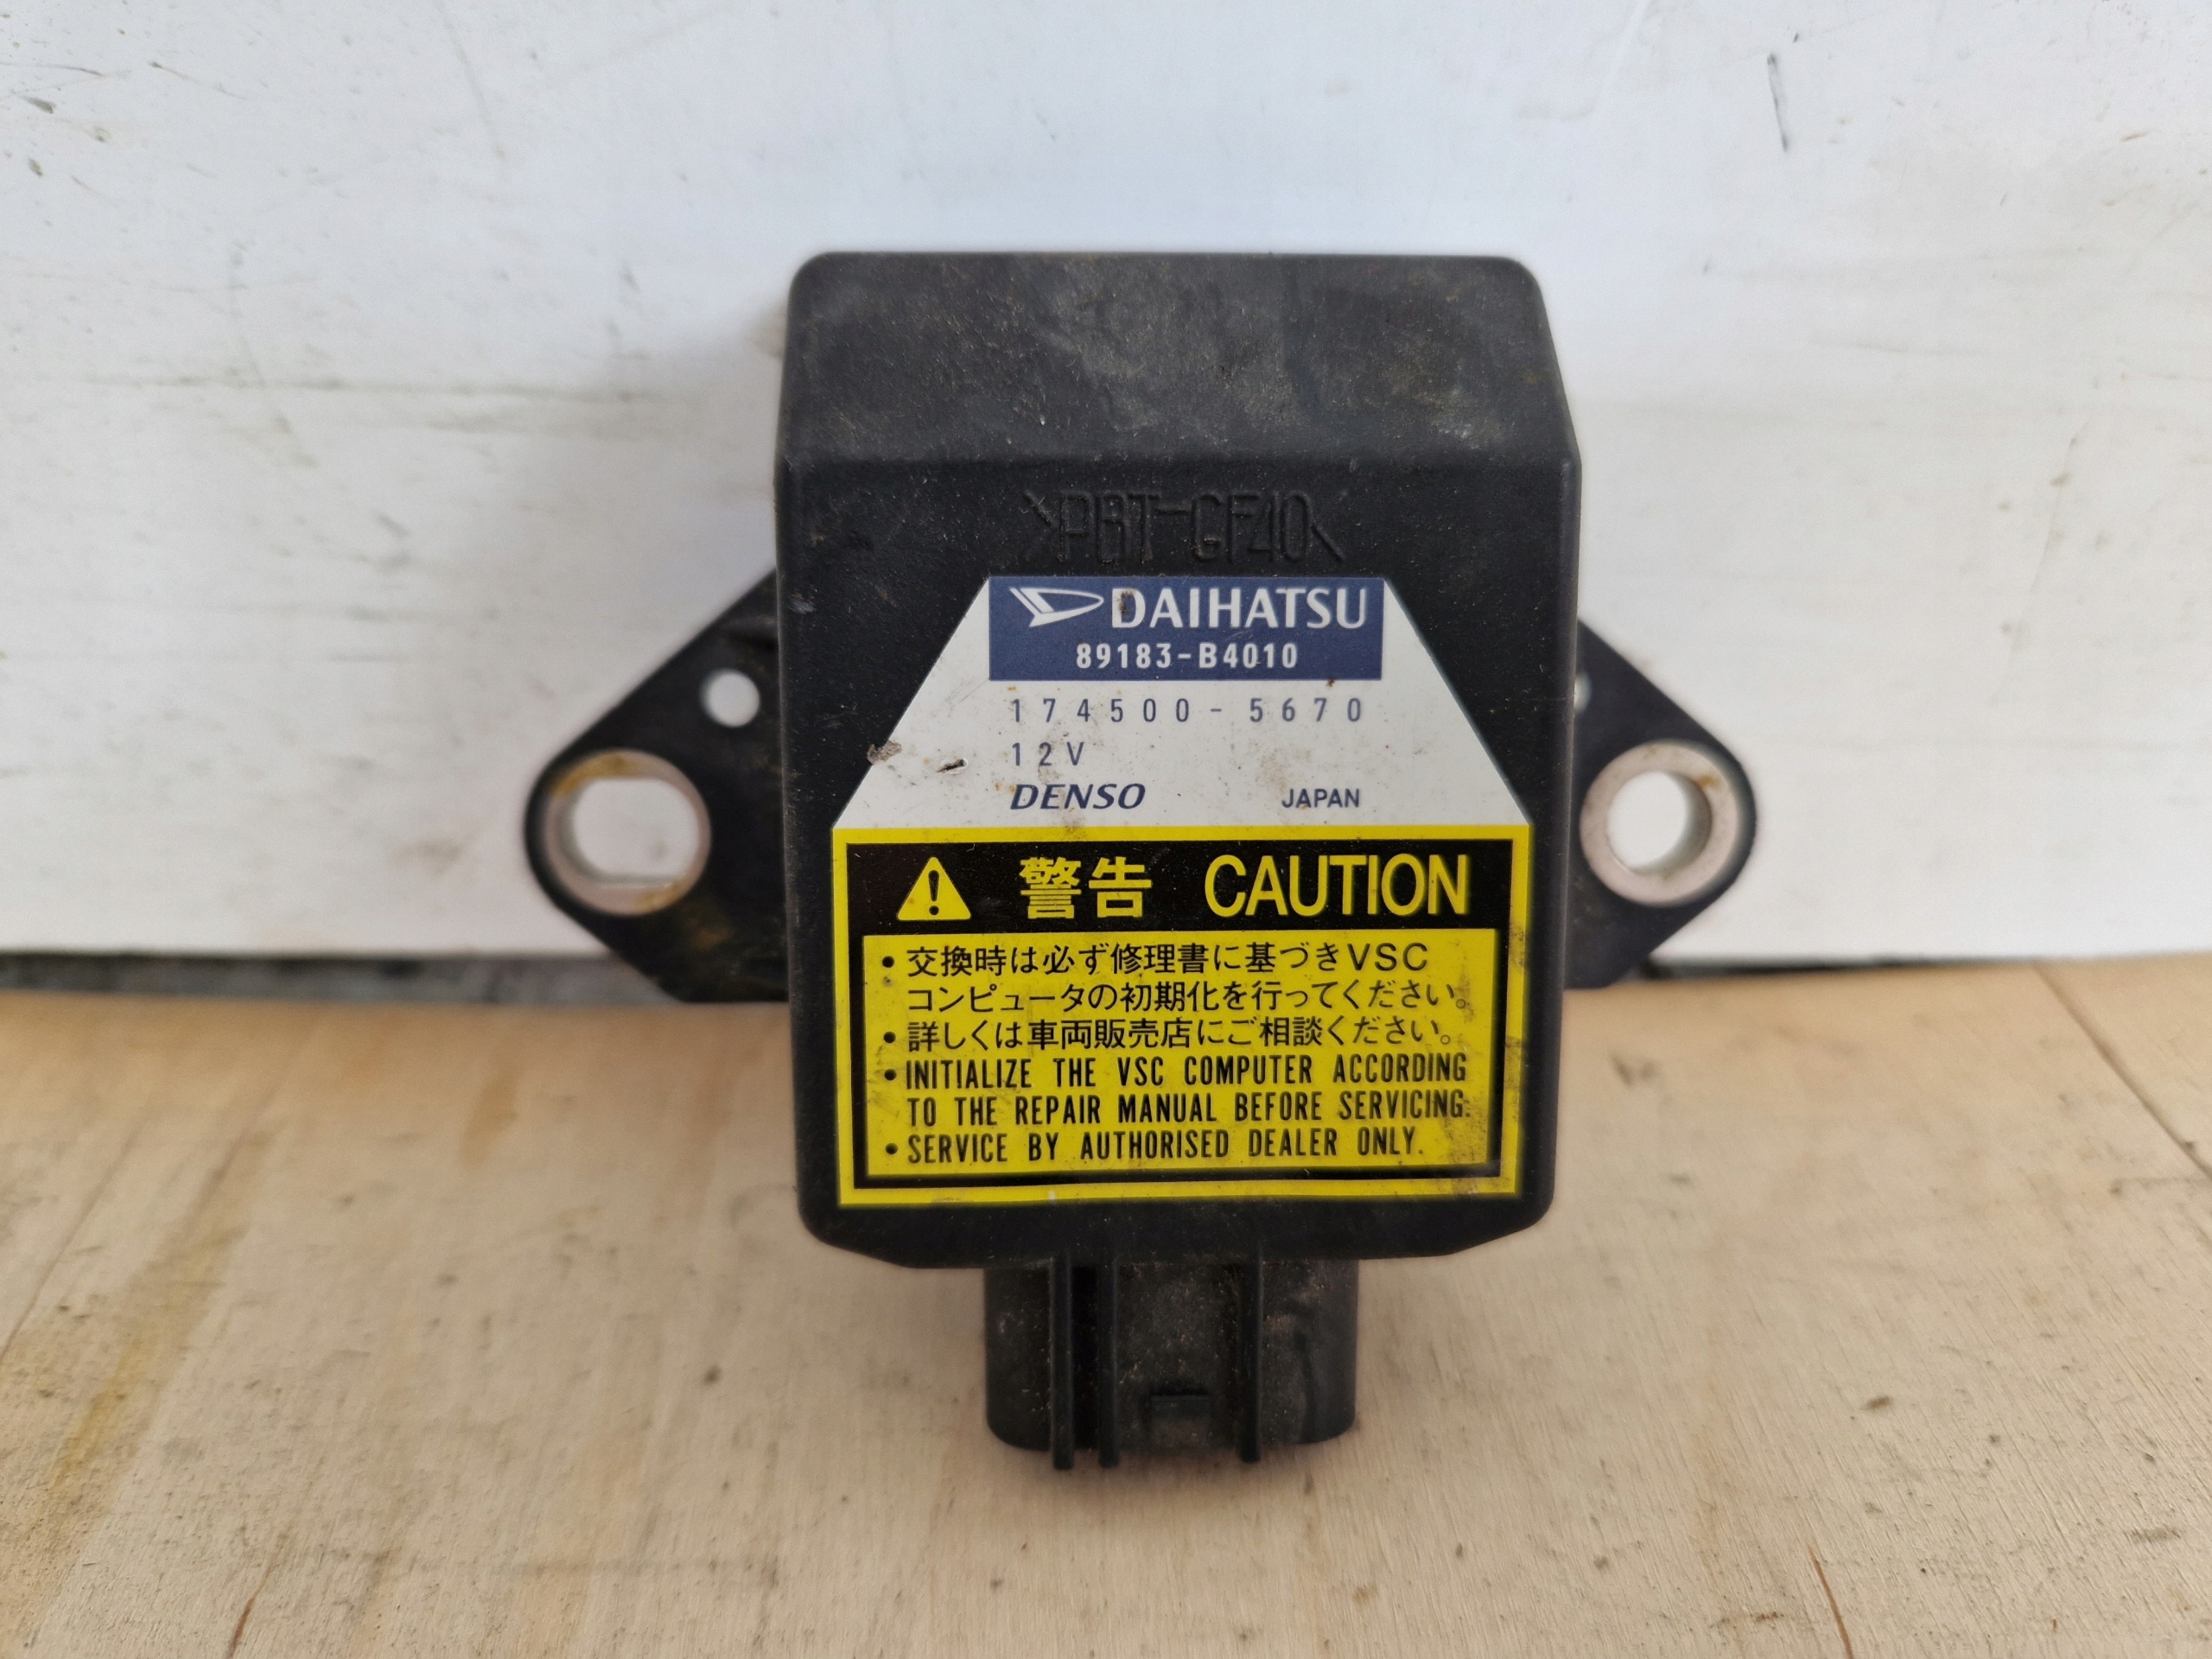 >PBT-GF40<
DAIHATSU
89183-B4010
174500-5670
12V
DENSO JAPAN
警告 CAUTION
• 交換時は必ず修理書に基づきVSC
コンピュータの初期化を行ってください。
• 詳しくは車両販売店にご相談ください。
• INITIALIZE THE VSC COMPUTER ACCORDING
TO THE REPAIR MANUAL BEFORE SERVICING.
• SERVICE BY AUTHORISED DEALER ONLY.